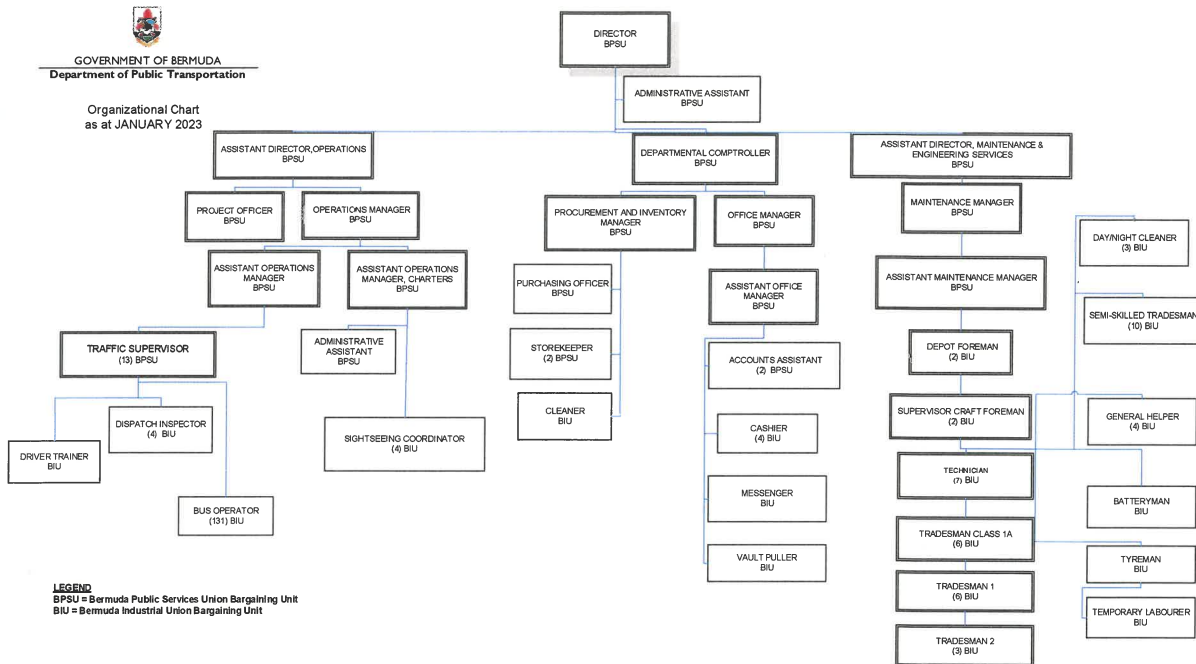 GOVERNMENT OF BERMUDA
Department of Public Transportation
Organizational Chart
as at JANUARY 2023
DIRECTOR
BPSU
ADMINISTRATIVE ASSISTANT
BPSU
ASSISTANT DIRECTOR,OPERATIONS
BPSU
DEPARTMENTAL COMPTROLLER
BPSU
ASSISTANT DIRECTOR, MAINTENANCE &
ENGINEERING SERVICES
BPSU
PROJECT OFFICER
BPSU
OPERATIONS MANAGER
BPSU
PROCUREMENT AND INVENTORY
MANAGER
BPSU
OFFICE MANAGER
BPSU
MAINTENANCE MANAGER
BPSU
DAY/NIGHT CLEANER
(3) BIU
ASSISTANT OPERATIONS
MANAGER
BPSU
ASSISTANT OPERATIONS
MANAGER, CHARTERS
BPSU
PURCHASING OFFICER
BPSU
ASSISTANT OFFICE
MANAGER
BPSU
ASSISTANT MAINTENANCE MANAGER
BPSU
SEMI-SKILLED TRADESMAN
(10) BIU
TRAFFIC SUPERVISOR
(13) BPSU
ADMINISTRATIVE
ASSISTANT
BPSU
STOREKEEPER
(2) BPSU
ACCOUNTS ASSISTANT
(2) BPSU
DEPOT FOREMAN
(2) BIU
CLEANER
BIU
SUPERVISOR CRAFT FOREMAN
(2) BIU
GENERAL HELPER
(4) BIU
DISPATCH INSPECTOR
(4) BIU
SIGHTSEEING COORDINATOR
(4) BIU
CASHIER
(4) BIU
DRIVER TRAINER
BIU
TECHNICIAN
(7) BIU
MESSENGER
BIU
BATTERYMAN
BIU
BUS OPERATOR
(131) BIU
TRADESMAN CLASS 1A
(6) BIU
VAULT PULLER
BIU
TYREMAN
BIU
TRADESMAN 1
(6) BIU
TEMPORARY LABOURER
BIU
TRADESMAN 2
(3) BIU
LEGEND
BPSU = Bermuda Public Services Union Bargaining Unit
BIU = Bermuda Industrial Union Bargaining Unit